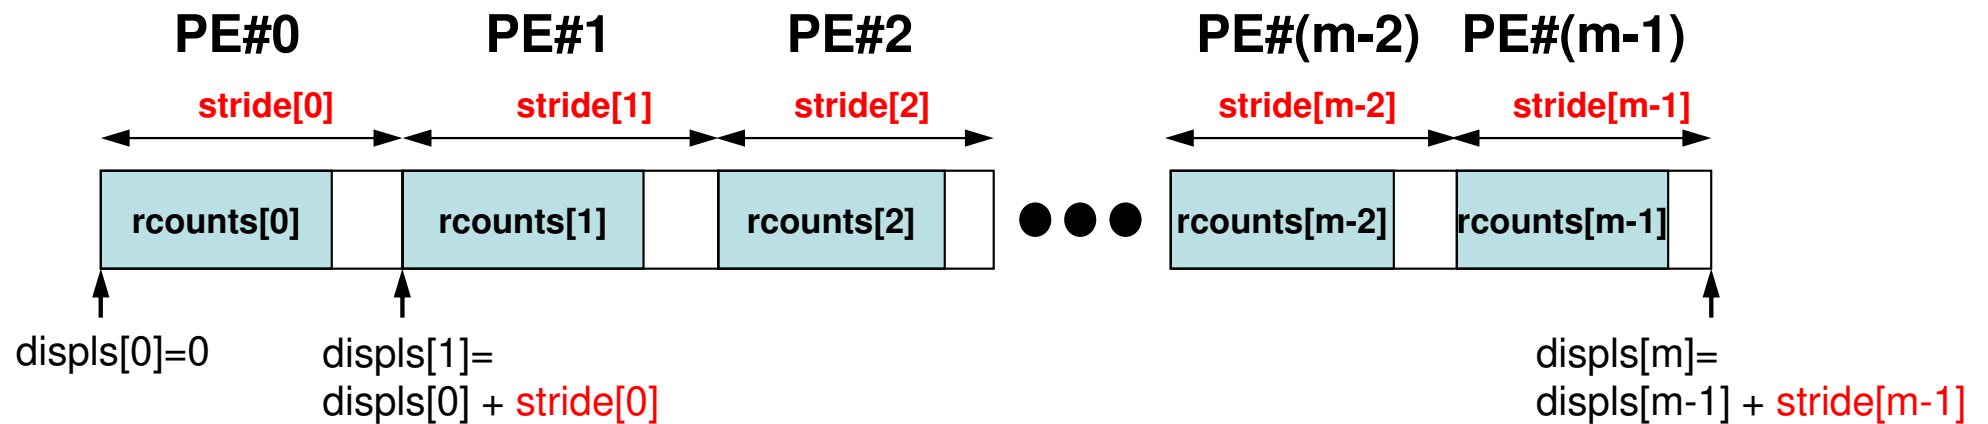 PE#0 PE#1 PE#2 PE#(m-2) PE#(m-1)
stride[0] stride[1] stride[2] stride[m-2] stride[m-1]
rcounts[0] rcounts[1] rcounts[2] rcounts[m-2] rcounts[m-1]
displs[0]=0 displs[1]= displs[m]=
displs[0] + stride[0] displs[m-1] + stride[m-1]